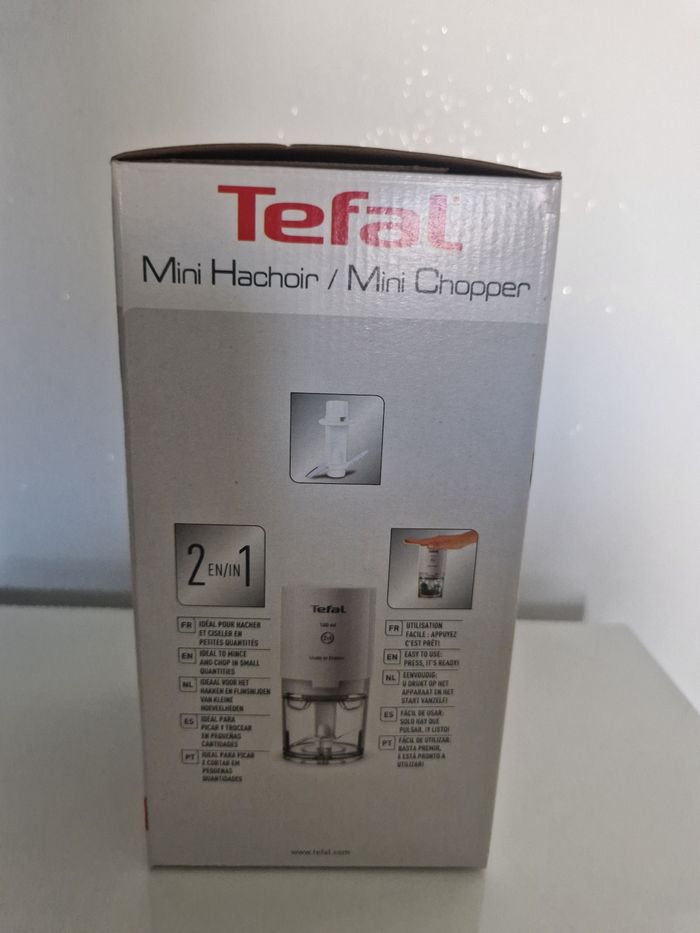 Tefal
Mini Hachoir / Mini Chopper
2 EN/IN 1
FR
IDÉAL POUR HACHER
ET CISELER EN
PETITES QUANTITÉS
EN
IDEAL TO MINCE
AND CHOP IN SMALL
QUANTITIES
NL
IDEAAL VOOR HET
HAKKEN EN FIJNSNIJDEN
VAN KLEINE
HOEVEELHEDEN
ES
IDEAL PARA
PICAR Y TROCEAR
EN PEQUEÑAS
CANTIDADES
PT
IDEAL PARA PICAR
E CORTAR EM
PEQUENAS
QUANTIDADES
Tefal
Made in France
FR
UTILISATION
FACILE : APPUYEZ
C'EST PRÊT!
EN
EASY TO USE:
PRESS, IT'S READY!
NL
EENVOUDIG:
U DRUKT OP HET
APPARAAT EN HET
START VANZELF!
ES
FÁCIL DE USAR:
SOLO HAY QUE
PULSAR, ¡Y LISTO!
PT
FÁCIL DE UTILIZAR:
BASTA PREMIR,
E ESTÁ PRONTO A
UTILIZAR!
www.tefal.com